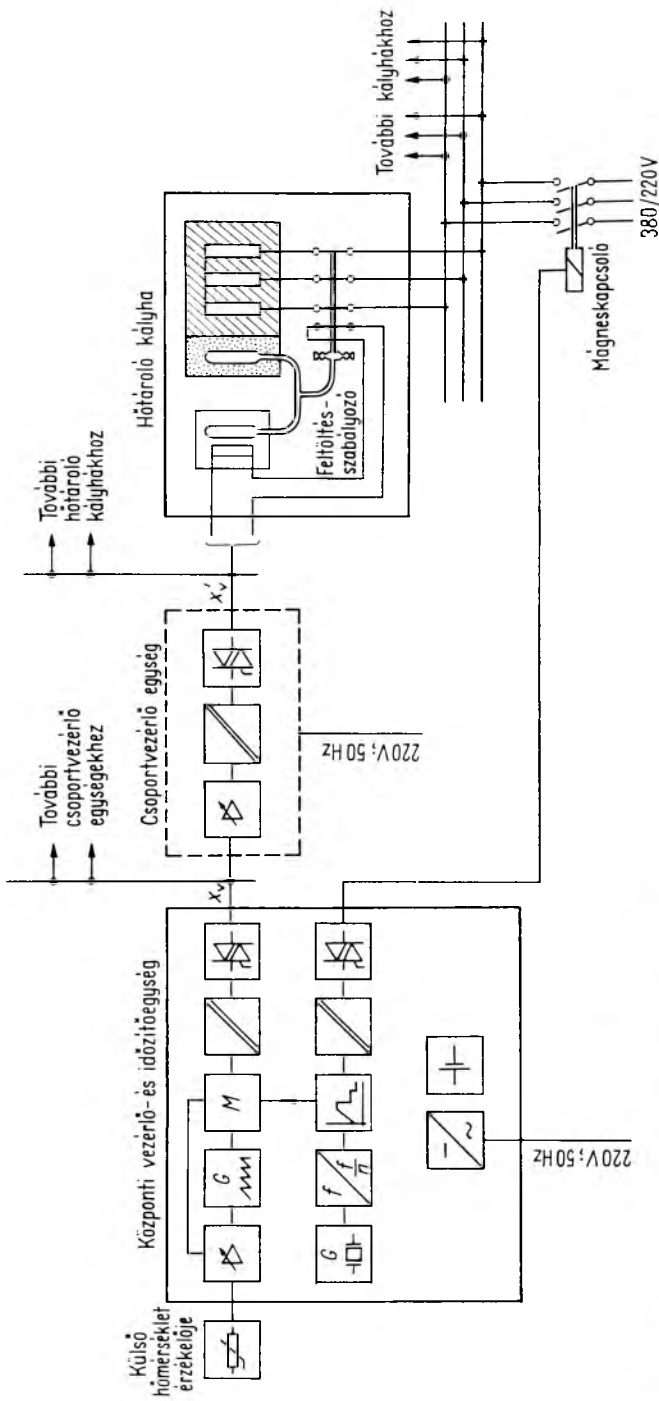 Külső
hőmérséklet
érzékelője
Központi vezérlő- és időzítőegység
G
M
G
f
f/n
220V; 50Hz
Xv
További
csoportvezérlő
egységekhez
Csoportvezérlő egység
220V; 50Hz
X'v
További
hőtároló
kályhákhoz
Hőtároló kályha
Feltöltés-
szabályozó
További kályhákhoz
Mágneskapcsoló
380/220V